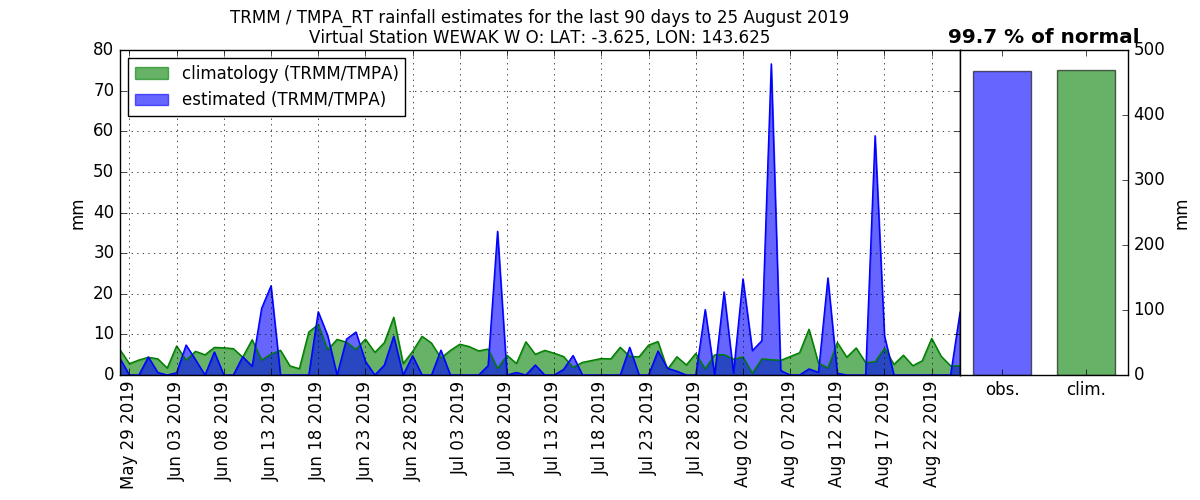 TRMM / TMPA_RT rainfall estimates for the last 90 days to 25 August 2019
Virtual Station WEWAK W O: LAT: -3.625, LON: 143.625
99.7 % of normal
climatology (TRMM/TMPA)
estimated (TRMM/TMPA)
80
70
60
50
40
30
20
10
0
mm
May 29 2019
Jun 03 2019
Jun 08 2019
Jun 13 2019
Jun 18 2019
Jun 23 2019
Jun 28 2019
Jul 03 2019
Jul 08 2019
Jul 13 2019
Jul 18 2019
Jul 23 2019
Jul 28 2019
Aug 02 2019
Aug 07 2019
Aug 12 2019
Aug 17 2019
Aug 22 2019
obs.
clim.
500
400
300
200
100
0
mm